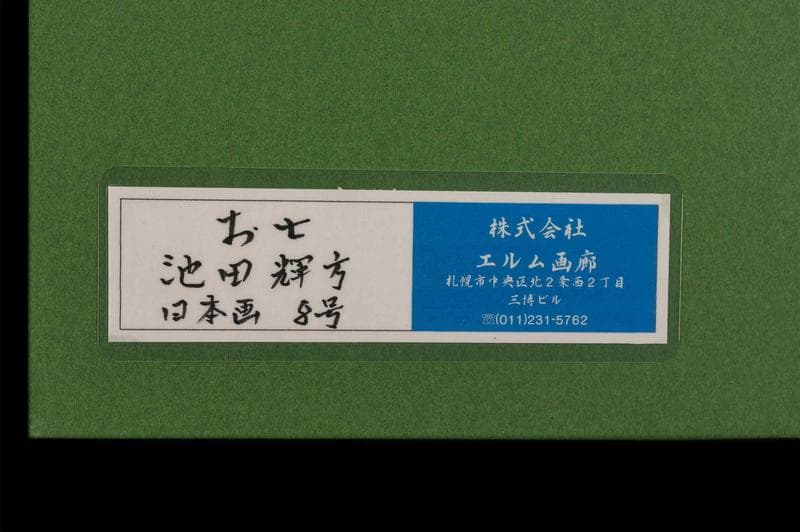 お七
池田輝方
日本画 8号
株式会社
エルム画廊
札幌市中央区北2条西2丁目
三博ビル
☏(011)231-5762